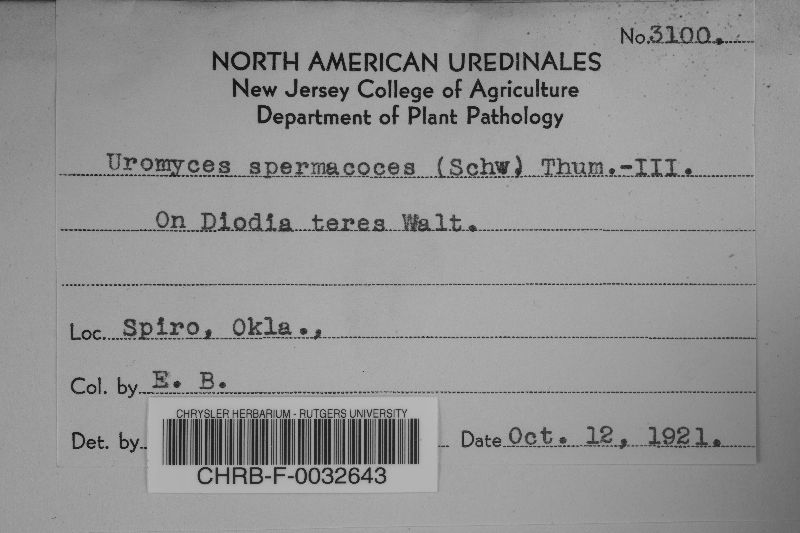 No. 3100.
NORTH AMERICAN UREDINALES
New Jersey College of Agriculture
Department of Plant Pathology
Uromyces spermacoces (Schw) Thum.-III.
On Diodia teres Walt.
Loc. Spiro, Okla.,
Col. by E. B.
Det. by
CHRYSLER HERBARIUM - RUTGERS UNIVERSITY
CHRB-F-0032643
Date Oct. 12, 1921.